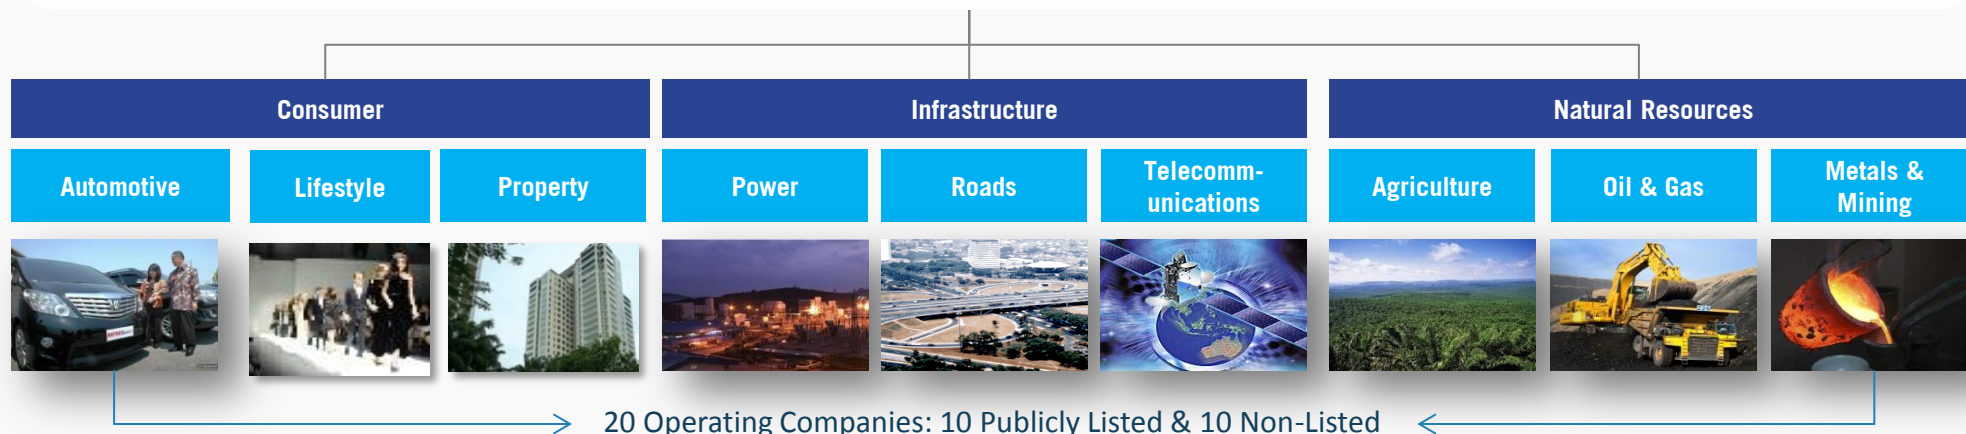 Consumer
Infrastructure
Natural Resources
Automotive
Lifestyle
Property
Power
Roads
Telecomm-
unications
Agriculture
Oil & Gas
Metals &
Mining
20 Operating Companies: 10 Publicly Listed & 10 Non-Listed